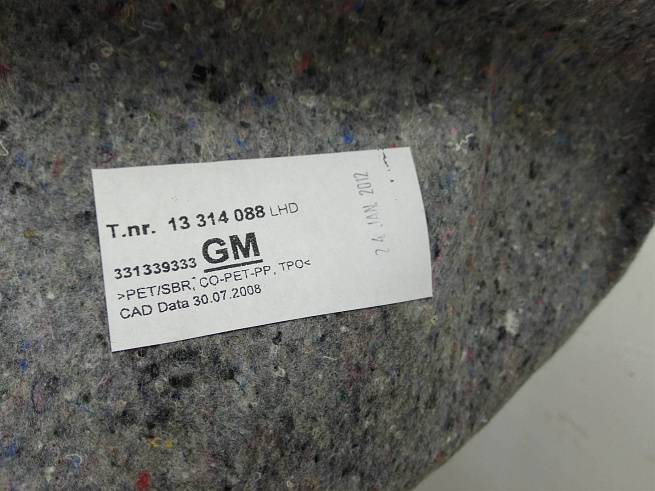 T.nr. 13 314 088 LHD
331339333 GM
>PET/SBR, CO-PET-PP, TPO<
CAD Data 30.07.2008
24 JAN 2012